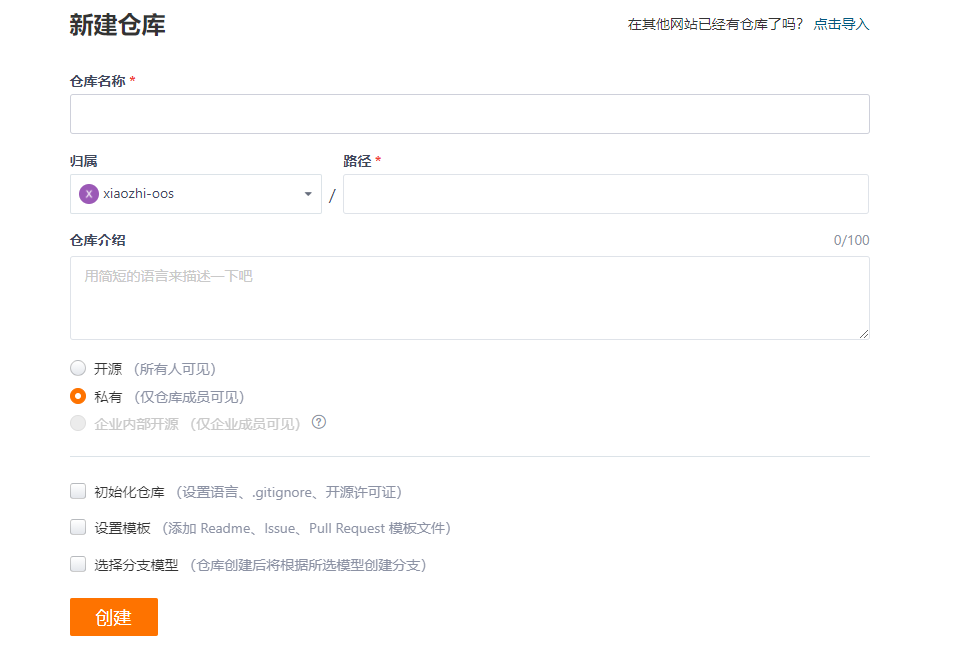 新建仓库
在其他网站已经有仓库了吗？ 点击导入
仓库名称 *
归属
路径 *
X xiaozhi-oos
/
仓库介绍
0/100
用简短的语言来描述一下吧
开源 （所有人可见）
私有 （仅仓库成员可见）
企业内部开源 （仅企业成员可见） ?
初始化仓库 （设置语言、.gitignore、开源许可证）
设置模板 （添加 Readme、Issue、Pull Request 模板文件）
选择分支模型 （仓库创建后将根据所选模型创建分支）
创建